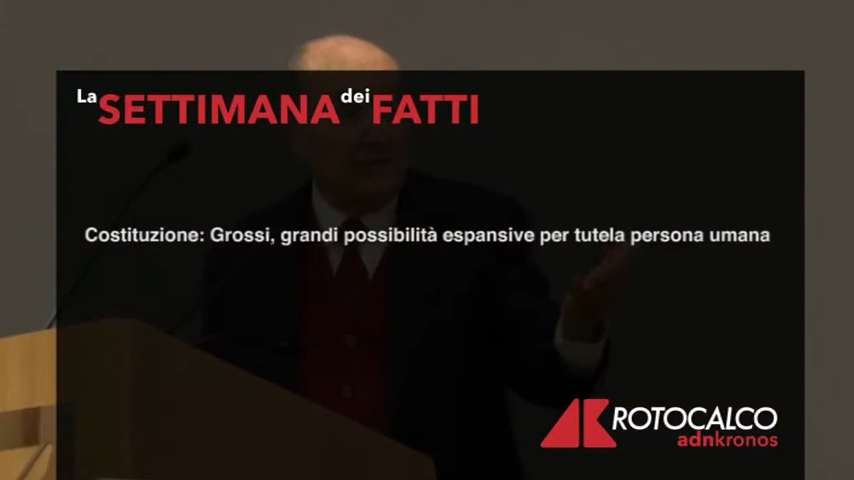 La SETTIMANA dei FATTI
Costituzione: Grossi, grandi possibilità espansive per tutela persona umana
ROTOCALCO
adnkronos